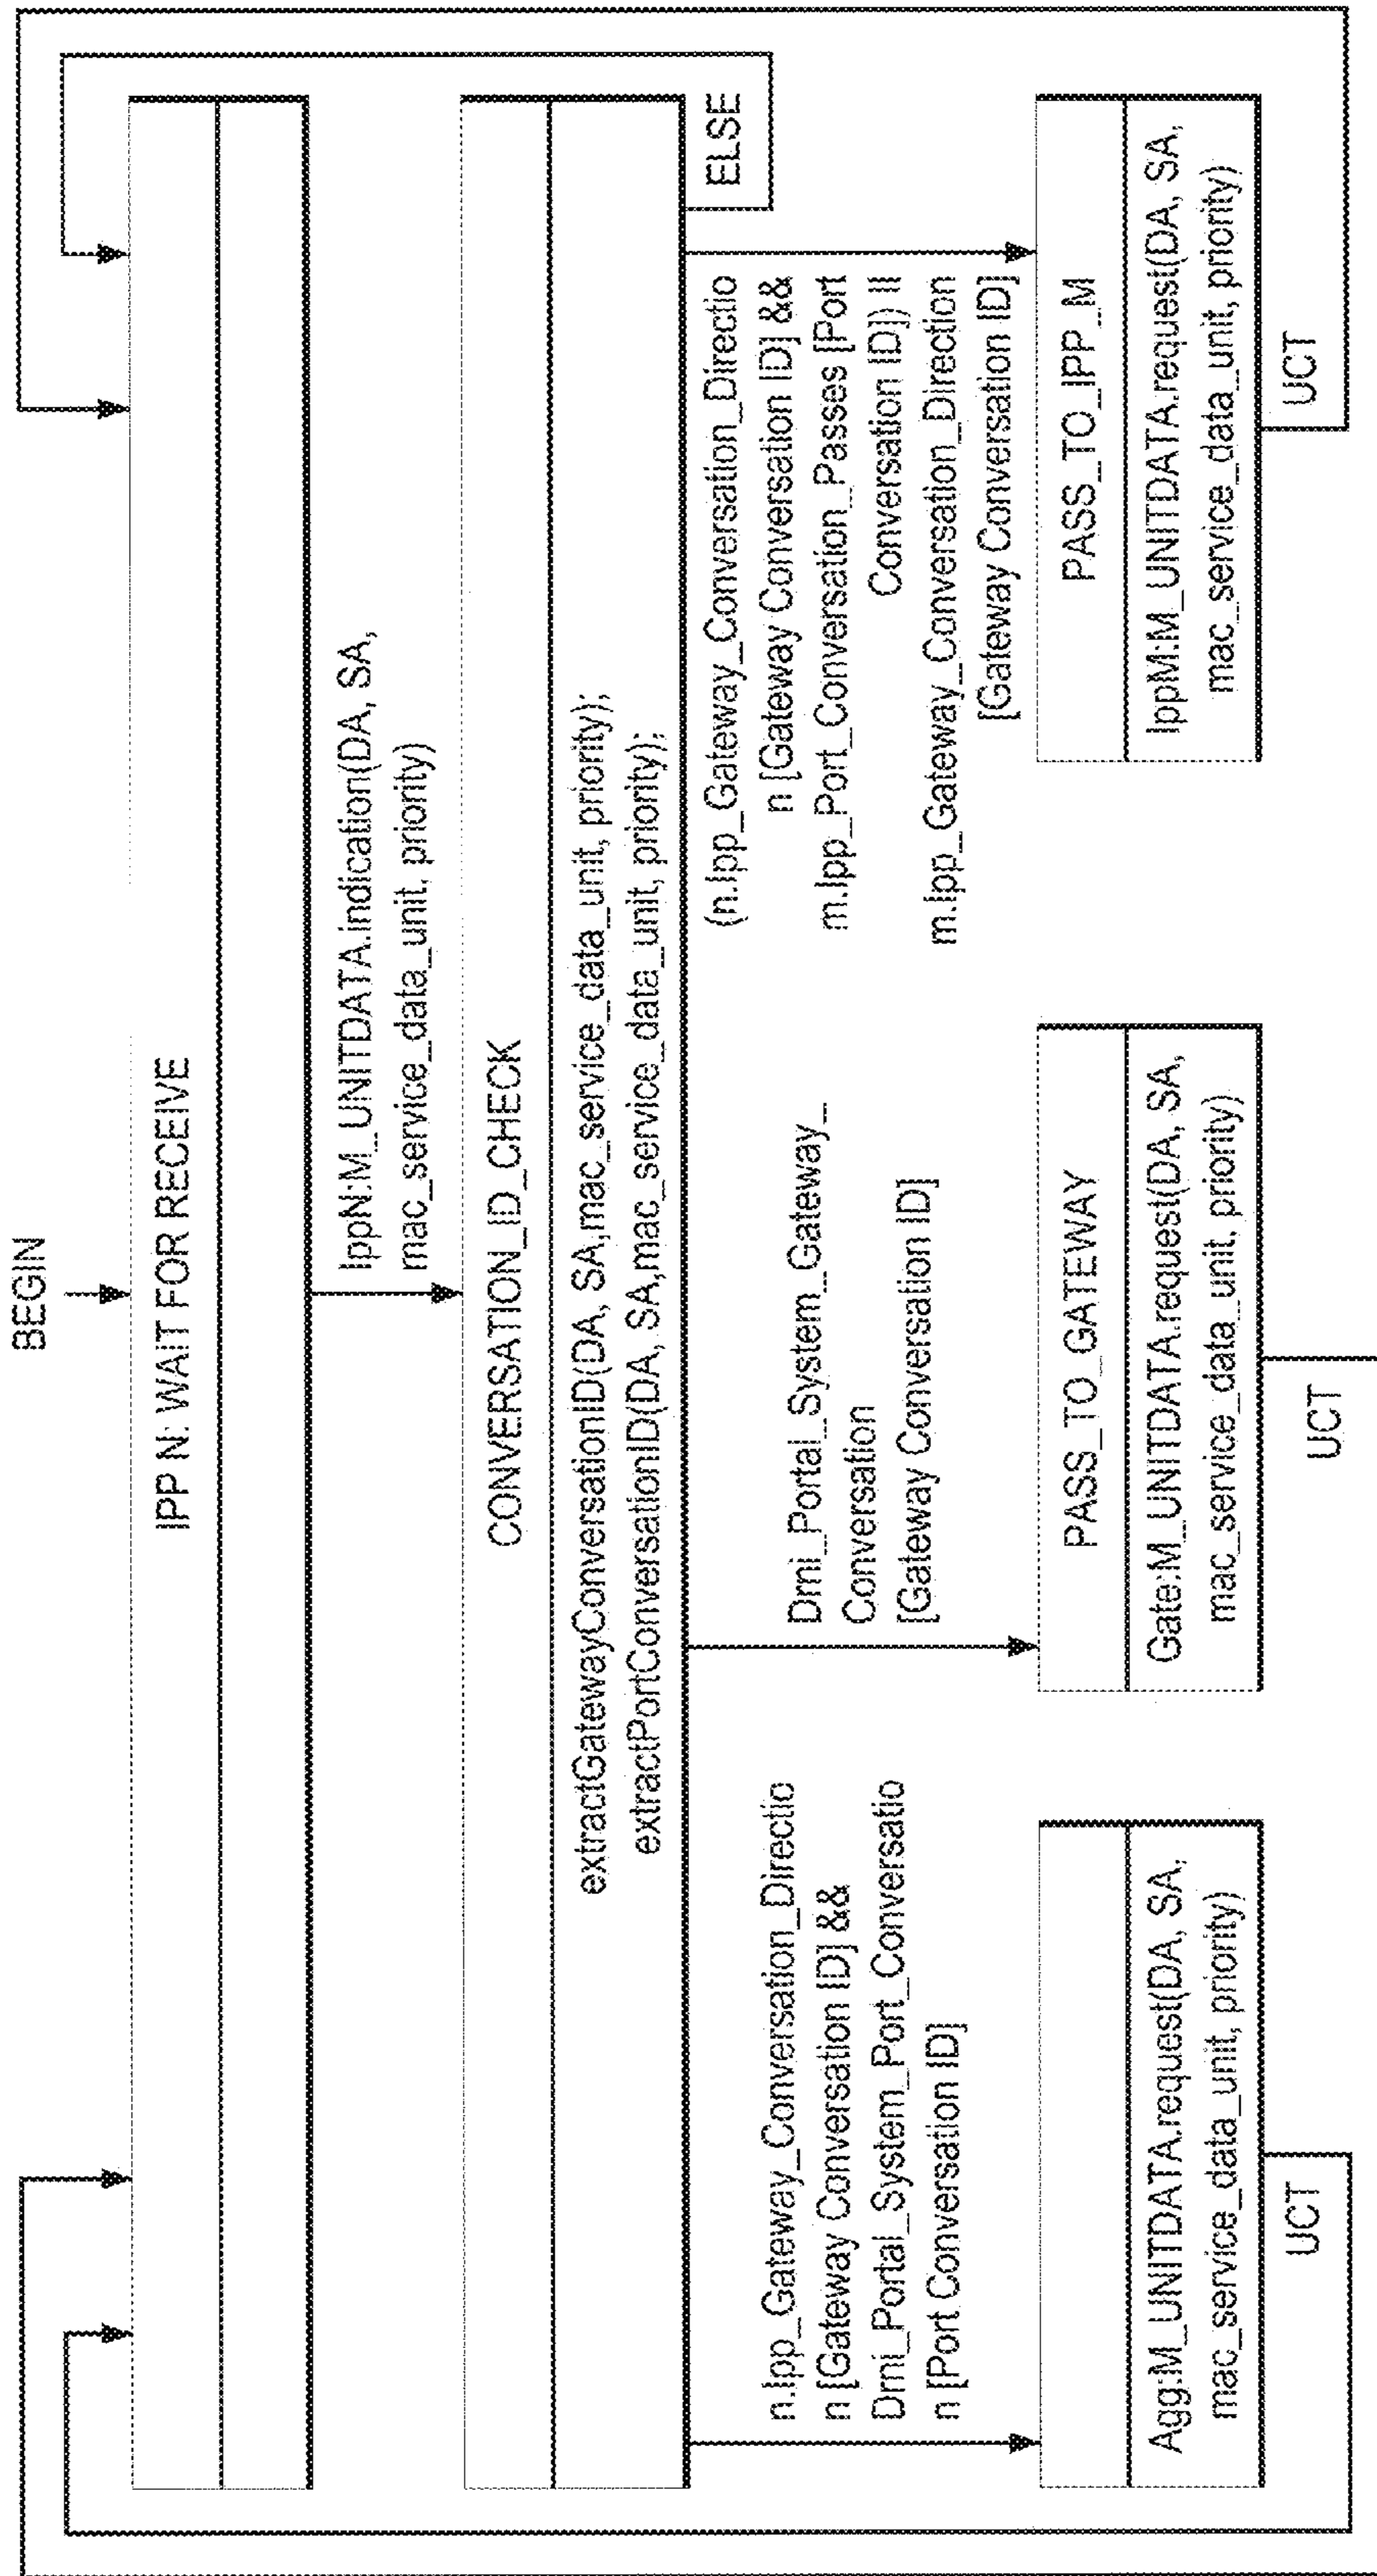 BEGIN
IPP N: WAIT FOR RECEIVE
IppN:M_UNITDATA.indication(DA, SA,
mac_service_data_unit, priority)
CONVERSATION_ID_CHECK
extractGatewayConversationID(DA, SA,mac_service_data_unit, priority);
extractPortConversationID(DA, SA,mac_service_data_unit, priority);
ELSE
n.Ipp_Gateway_Conversation_Directio
n [Gateway Conversation ID] &&
Drni_Portal_System_Port_Conversatio
n [Port Conversation ID]
Drni_Portal_System_Gateway_
Conversation
[Gateway Conversation ID]
(n.Ipp_Gateway_Conversation_Directio
n [Gateway Conversation ID] &&
m.Ipp_Port_Conversation_Passes [Port
Conversation ID]) ||
m.Ipp_Gateway_Conversation_Direction
[Gateway Conversation ID]
Agg:M_UNITDATA.request(DA, SA,
mac_service_data_unit, priority)
UCT
PASS_TO_GATEWAY
Gate:M_UNITDATA.request(DA, SA,
mac_service_data_unit, priority)
UCT
PASS_TO_IPP_M
IppM:M_UNITDATA.request(DA, SA,
mac_service_data_unit, priority)
UCT